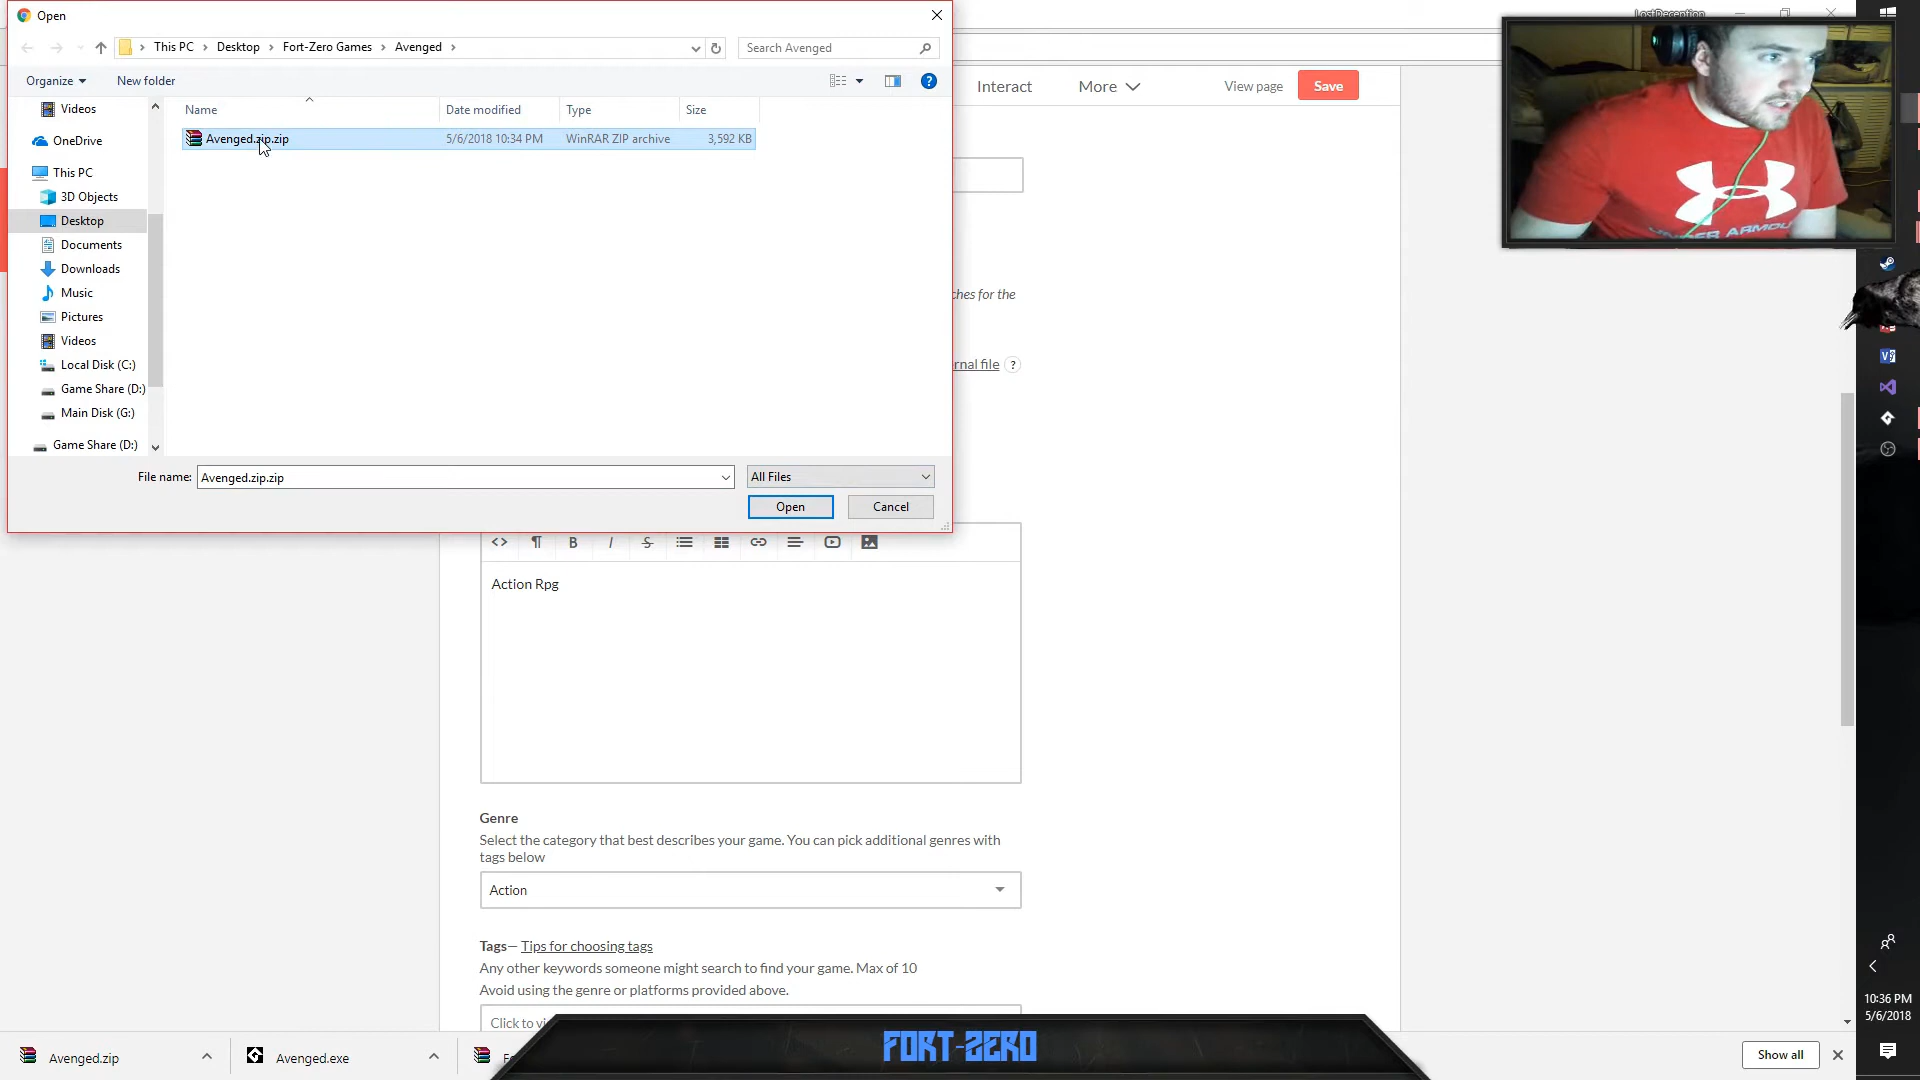 Open
This PC > Desktop > Fort-Zero Games > Avenged >
Search Avenged
LostDeception
Organize
New folder
Interact
More
View page
Save
Name
Date modified
Type
Size
Avenged.zip.zip
5/6/2018 10:34 PM
WinRAR ZIP archive
3,592 KB
Videos
OneDrive
This PC
3D Objects
Desktop
Documents
Downloads
Music
Pictures
Videos
Local Disk (C:)
Game Share (D:)
Main Disk (G:)
Game Share (D:)
UNDER ARMOU
ches for the
rnal file ?
File name:
Avenged.zip.zip
All Files
Open
Cancel
Action Rpg
Genre
Select the category that best describes your game. You can pick additional genres with
tags below
Action
Tags— Tips for choosing tags
Any other keywords someone might search to find your game. Max of 10
Avoid using the genre or platforms provided above.
Click to vi
10:36 PM
5/6/2018
Avenged.zip
Avenged.exe
FORT-ZERO
Show all